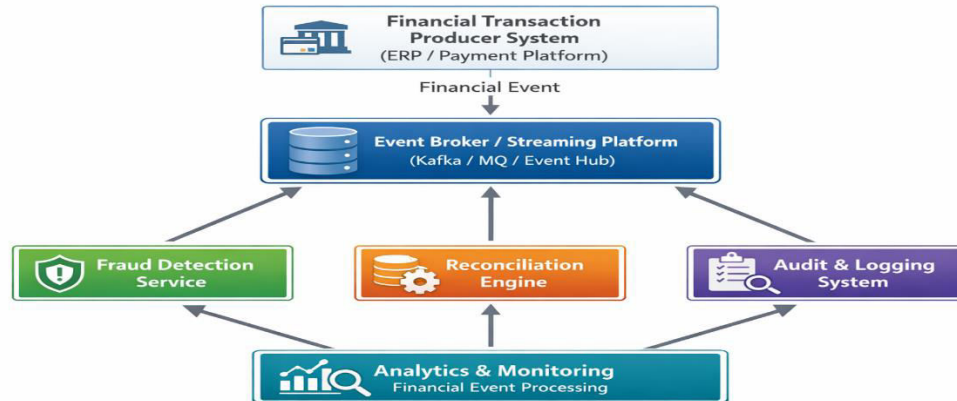 Financial Transaction
Producer System
(ERP / Payment Platform)
Financial Event
Event Broker / Streaming Platform
(Kafka / MQ / Event Hub)
Fraud Detection
Service
Reconciliation
Engine
Audit & Logging
System
Analytics & Monitoring
Financial Event Processing